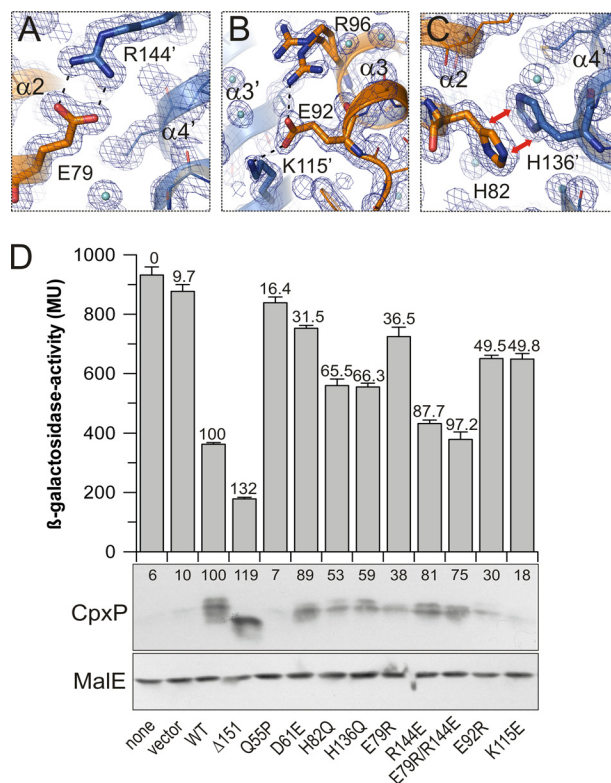 A
R144'
α2
α4'
E79
B
R96
α3
α3'
E92
K115'
C
α2
α4'
H136'
H82
D
ß-galactosidase-activity (MU)
1000
800
600
400
200
0
0
9.7
100
132
16.4
31.5
65.5
66.3
36.5
87.7
97.2
49.5
49.8
6 10 100 119 7 89 53 59 38 81 75 30 18
CpxP
MalE
none
vector
WT
Δ151
Q55P
D61E
H82Q
H136Q
E79R
R144E
E79R/R144E
E92R
K115E